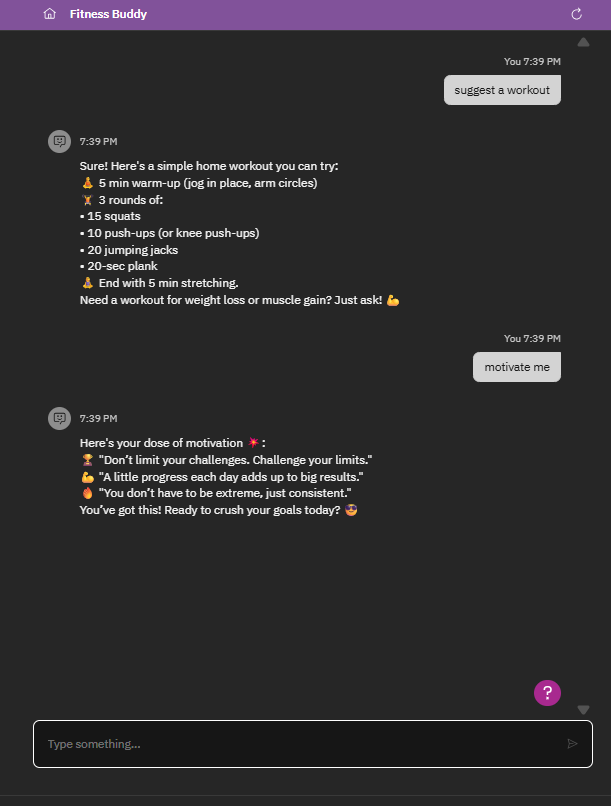 Fitness Buddy
You 7:39 PM
suggest a workout
7:39 PM
Sure! Here's a simple home workout you can try:
🧘 5 min warm-up (jog in place, arm circles)
🏋 3 rounds of:
• 15 squats
• 10 push-ups (or knee push-ups)
• 20 jumping jacks
• 20-sec plank
🧘 End with 5 min stretching.
Need a workout for weight loss or muscle gain? Just ask! 💪
You 7:39 PM
motivate me
7:39 PM
Here's your dose of motivation 💥:
🏆 "Don’t limit your challenges. Challenge your limits."
💪 "A little progress each day adds up to big results."
🔥 "You don’t have to be extreme, just consistent."
You’ve got this! Ready to crush your goals today? 😎
?
Type something...